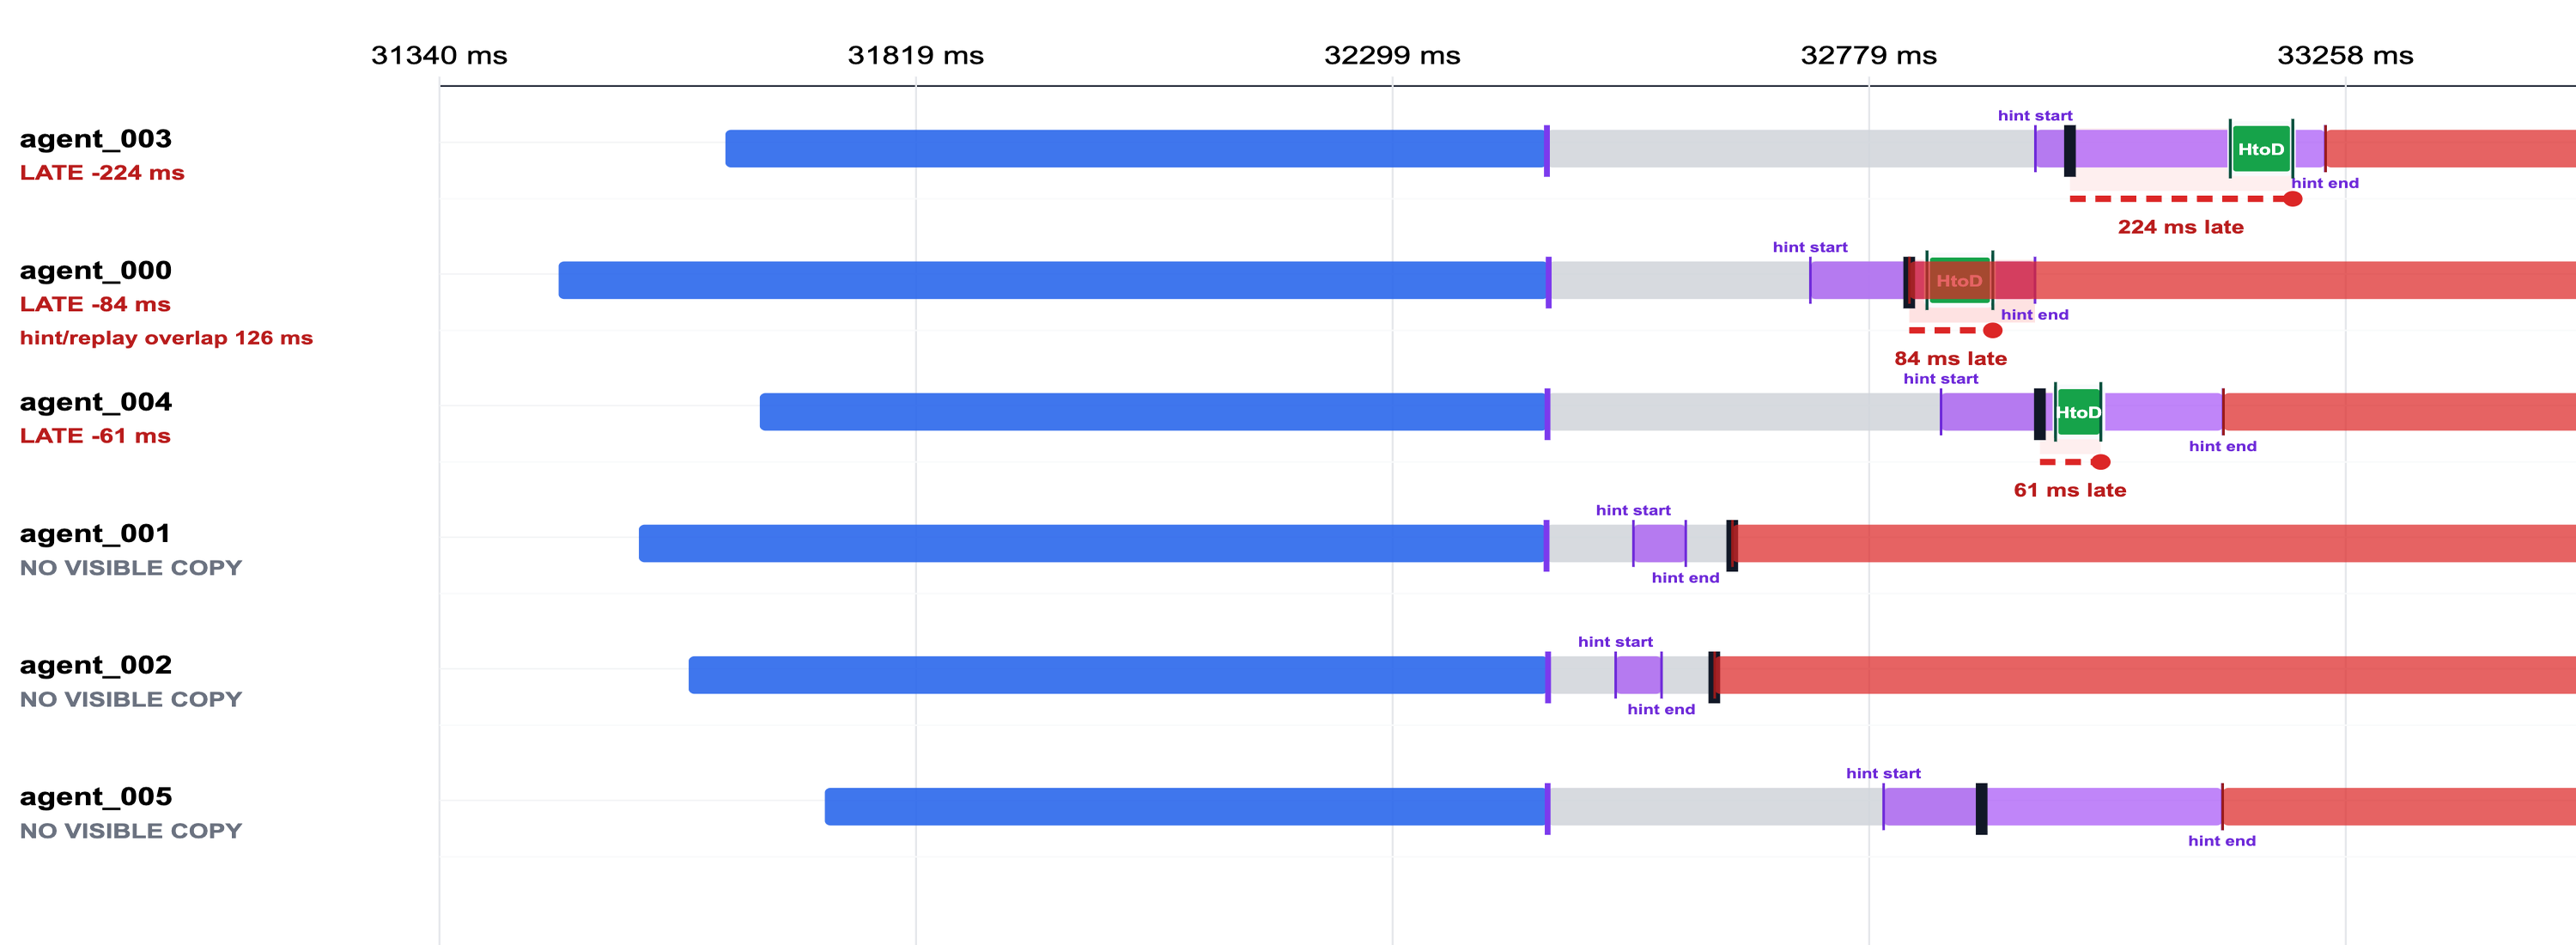 31340 ms 31819 ms 32299 ms 32779 ms 33258 ms
hint start
agent_003
HtoD
LATE -224 ms
hint end
224 ms late
hint start
agent_000
HtoD
LATE -84 ms
hint end
hint/replay overlap 126 ms
84 ms late
hint start
agent_004
HtoD
LATE -61 ms
hint end
61 ms late
hint start
agent_001
NO VISIBLE COPY
hint end
hint start
agent_002
NO VISIBLE COPY
hint end
hint start
agent_005
NO VISIBLE COPY
hint end